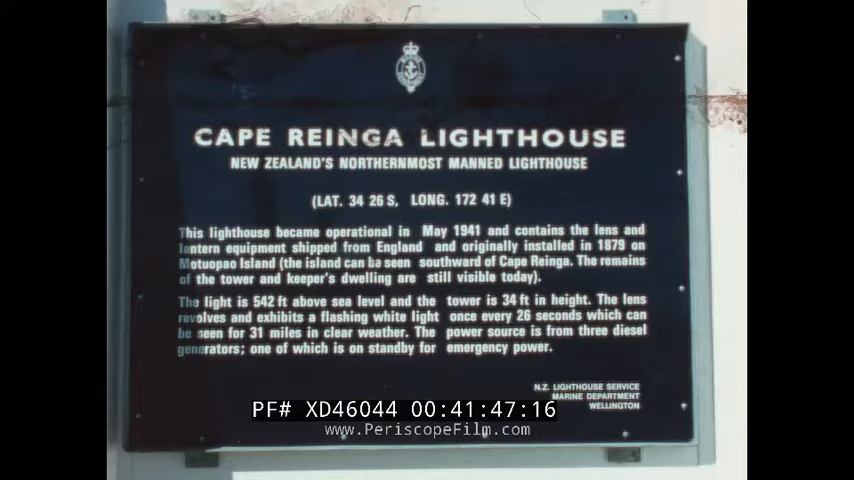 CAPE REINGA LIGHTHOUSE
NEW ZEALAND'S NORTHERNMOST MANNED LIGHTHOUSE
(LAT. 34 26 S, LONG. 172 41 E)
This lighthouse became operational in May 1941 and contains the lens and
lantern equipment shipped from England and originally installed in 1879 on
Motuopao Island (the island can be seen southward of Cape Reinga. The remains
of the tower and keeper's dwelling are still visible today).
The light is 542 ft above sea level and the tower is 34 ft in height. The lens
revolves and exhibits a flashing white light once every 26 seconds which can
be seen for 31 miles in clear weather. The power source is from three diesel
generators; one of which is on standby for emergency power.
N.Z. LIGHTHOUSE SERVICE
MARINE DEPARTMENT
WELLINGTON
PF# XD46044 00:41:47:16
www.PeriscopeFilm.com